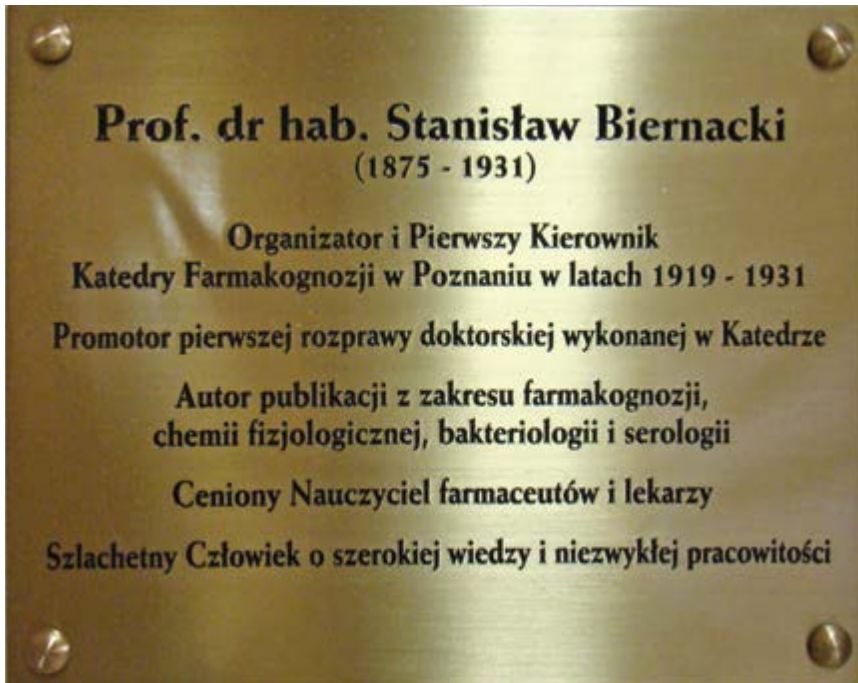 Prof. dr hab. Stanisław Biernacki
(1875 - 1931)
Organizator i Pierwszy Kierownik
Katedry Farmakognozji w Poznaniu w latach 1919 - 1931
Promotor pierwszej rozprawy doktorskiej wykonanej w Katedrze
Autor publikacji z zakresu farmakognozji,
chemii fizjologicznej, bakteriologii i serologii
Ceniony Nauczyciel farmaceutów i lekarzy
Szlachetny Człowiek o szerokiej wiedzy i niezwykłej pracowitości